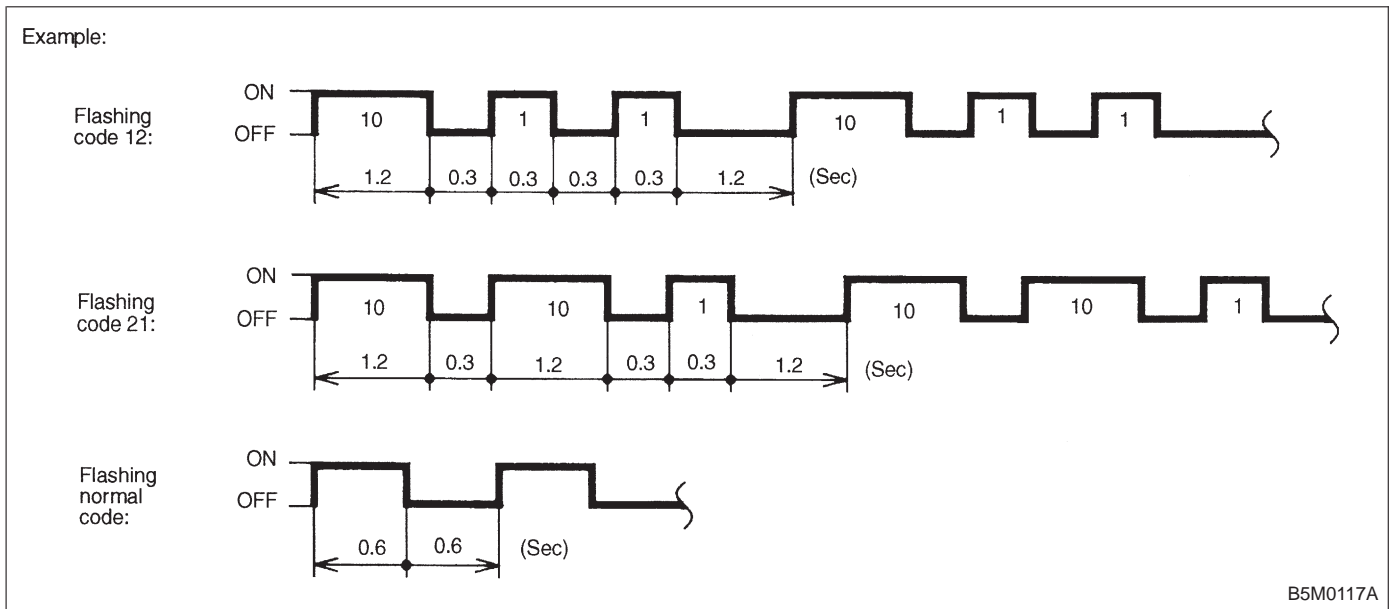 Example:
Flashing
code 12:
ON
OFF
10
1
1
10
1
1
1.2
0.3
0.3
0.3
0.3
1.2
(Sec)
Flashing
code 21:
ON
OFF
10
10
1
10
10
1
1.2
0.3
1.2
0.3
0.3
1.2
(Sec)
Flashing
normal
code:
ON
OFF
0.6
0.6
(Sec)
B5M0117A